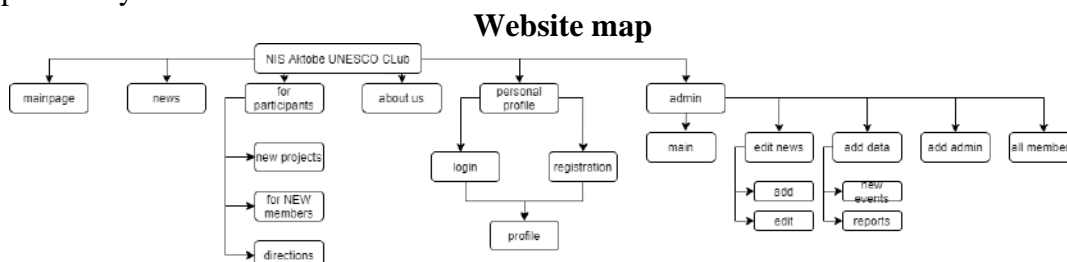 Website map
NIS Aktobe UNESCO CLub
mainpage
news
for
participants
about us
personal
profile
admin
new projects
for NEW
members
directions
login
registration
profile
main
edit news
add data
add admin
all member
add
edit
new
events
reports